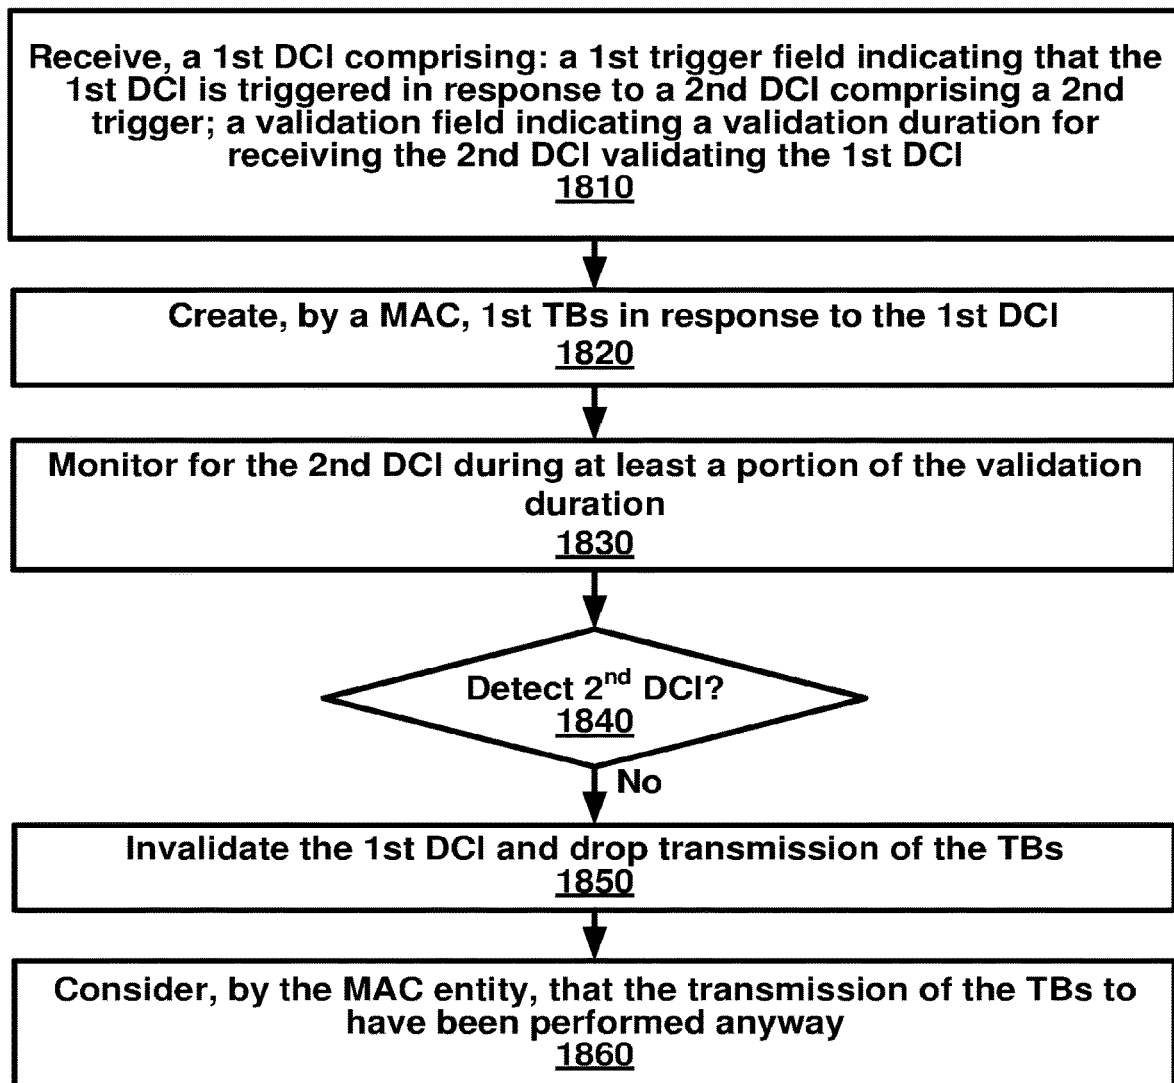 Receive, a 1st DCI comprising: a 1st trigger field indicating that the
1st DCI is triggered in response to a 2nd DCI comprising a 2nd
trigger; a validation field indicating a validation duration for
receiving the 2nd DCI validating the 1st DCI
1810
Create, by a MAC, 1st TBs in response to the 1st DCI
1820
Monitor for the 2nd DCI during at least a portion of the validation
duration
1830
Detect 2nd DCI?
1840
No
Invalidate the 1st DCI and drop transmission of the TBs
1850
Consider, by the MAC entity, that the transmission of the TBs to
have been performed anyway
1860